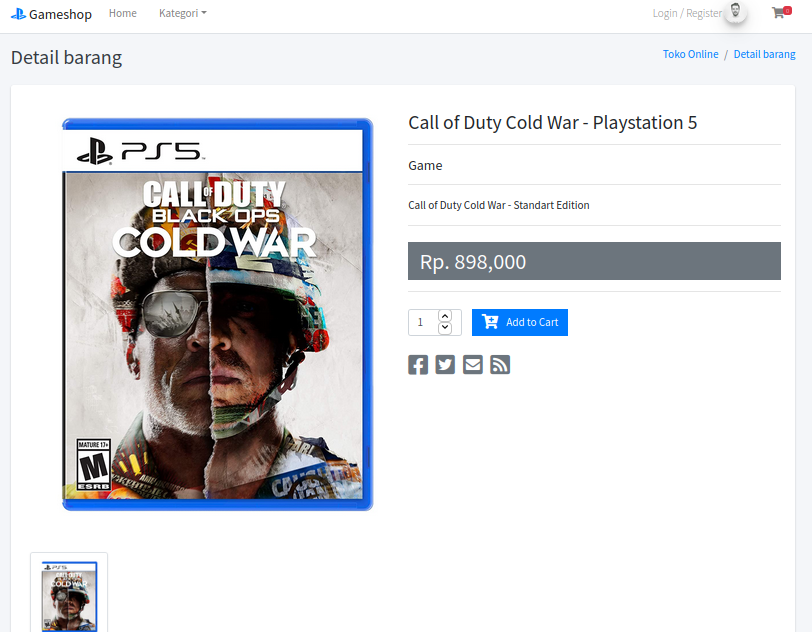 Gameshop Home Kategori Login / Register 0
Detail barang
Toko Online / Detail barang
PS5
CALL OF DUTY
BLACK OPS
COLD WAR
MATURE 17+
M
ESRB
Call of Duty Cold War - Playstation 5
Game
Call of Duty Cold War - Standart Edition
Rp. 898,000
1 Add to Cart
PS5
CALL OF DUTY
COLD WAR